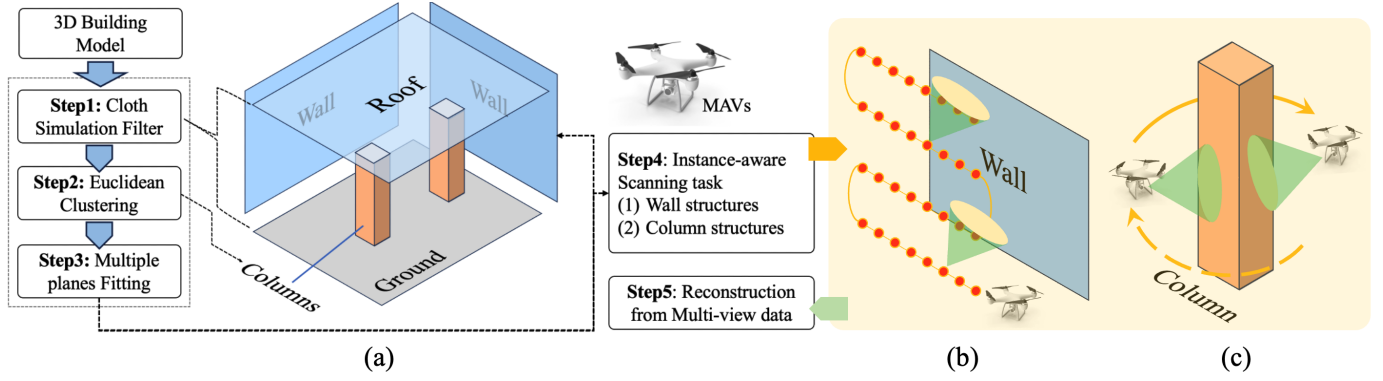 3D Building
Model
Step1: Cloth
Simulation Filter
Step2: Euclidean
Clustering
Step3: Multiple
planes Fitting
Wall
Roof
Wall
Columns
Ground
(a)
MAVs
Step4: Instance-aware
Scanning task
(1) Wall structures
(2) Column structures
Step5: Reconstruction
from Multi-view data
Wall
(b)
Column
(c)